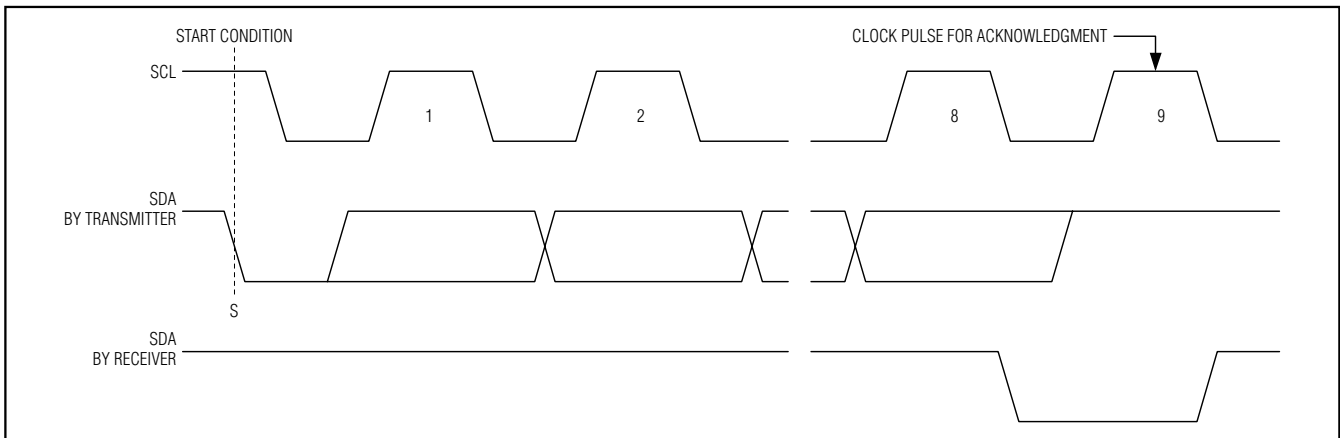 START CONDITION
CLOCK PULSE FOR ACKNOWLEDGMENT
SCL
1
2
8
9
SDA
BY TRANSMITTER
S
SDA
BY RECEIVER